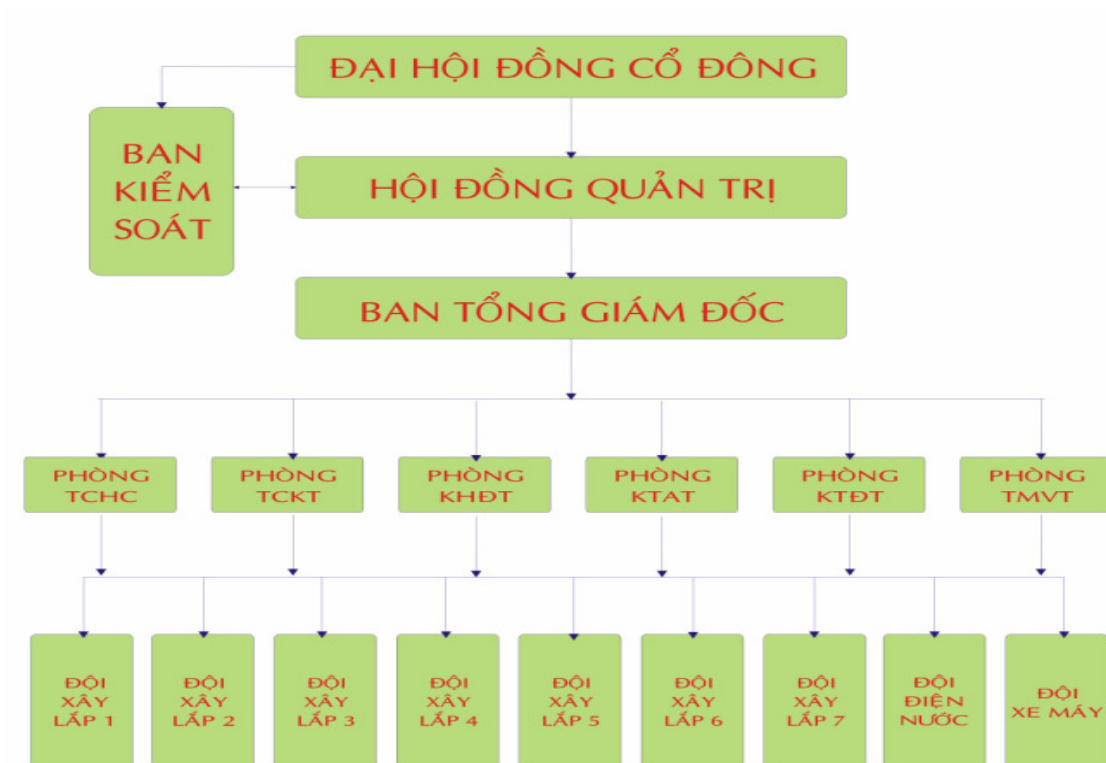 ĐẠI HỘI ĐỒNG CỔ ĐÔNG
BAN
KIỂM
SOÁT
HỘI ĐỒNG QUẢN TRỊ
BAN TỔNG GIÁM ĐỐC
PHÒNG
TCHC
PHÒNG
TCKT
PHÒNG
KHĐT
PHÒNG
KTAT
PHÒNG
KTĐT
PHÒNG
TMVT
ĐỘI
XÂY
LẮP 1
ĐỘI
XÂY
LẮP 2
ĐỘI
XÂY
LẮP 3
ĐỘI
XÂY
LẮP 4
ĐỘI
XÂY
LẮP 5
ĐỘI
XÂY
LẮP 6
ĐỘI
XÂY
LẮP 7
ĐỘI
ĐIỆN
NƯỚC
ĐỘI
XE MÁY